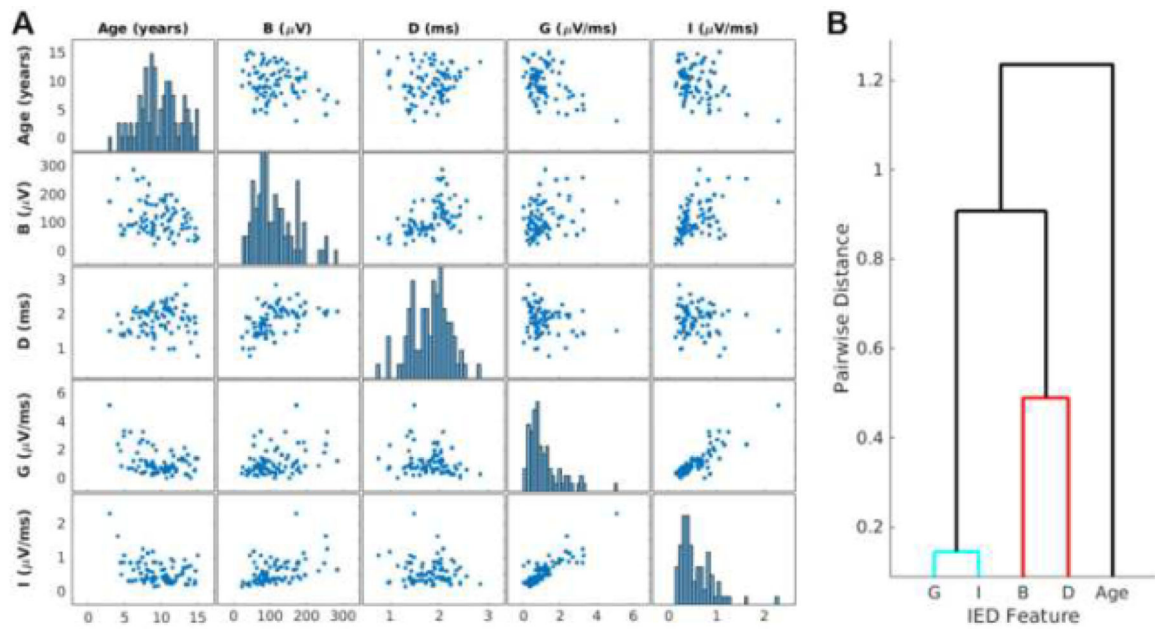 A
Age (years) B (μV) D (ms) G (μV/ms) I (μV/ms)
B
Age (years)
15
10
5
0
B (μV)
300
200
100
0
D (ms)
3
2
1
G (μV/ms)
6
4
2
0
I (μV/ms)
2
1
0
0 5 10 15 0 100 200 300 1 2 3 0 2 4 6 0 1 2
Pairwise Distance
1.2
1
0.8
0.6
0.4
0.2
G I B D Age
IED Feature